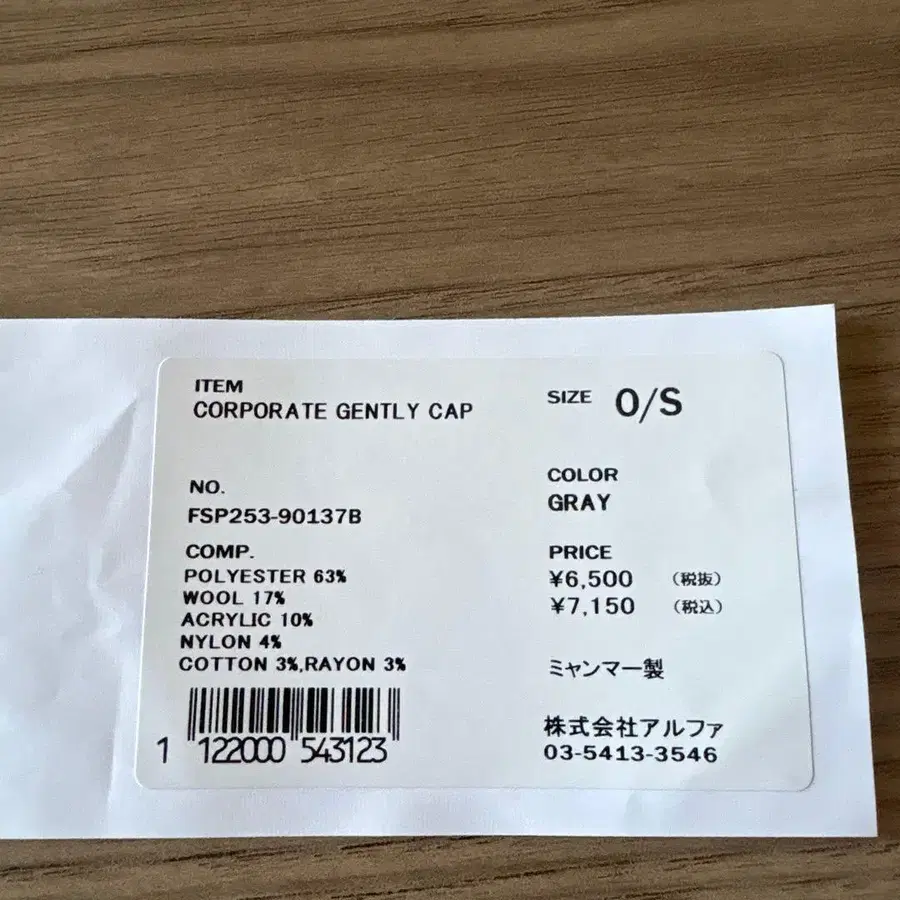 ITEM
CORPORATE GENTLY CAP
SIZE O/S
NO.
FSP253-90137B
COLOR
GRAY
COMP.
POLYESTER 63%
WOOL 17%
ACRYLIC 10%
NYLON 4%
COTTON 3%,RAYON 3%
PRICE
¥6,500 (税抜)
¥7,150 (税込)
ミャンマー製
株式会社アルファ
03-5413-3546
1 122000 543123